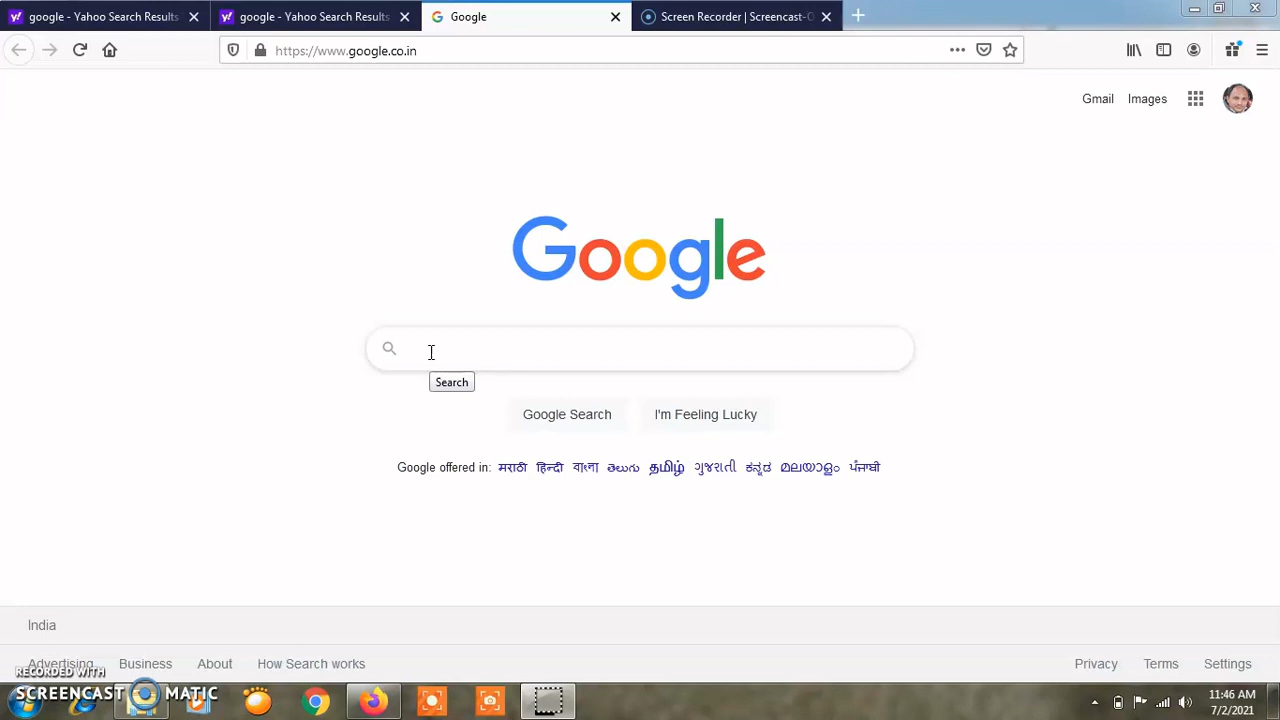 google - Yahoo Search Results
google - Yahoo Search Results
Google
Screen Recorder | Screencast-O
https://www.google.co.in
Gmail Images
Google
Search
Google Search I'm Feeling Lucky
Google offered in: मराठी हिन्दी বাংলা తెలుగు தமிழ் ગુજરાતી ಕನ್ನಡ മലയാളം ਪੰਜਾਬੀ
India
Advertising Business About How Search works Privacy Terms Settings
RECORDED WITH
SCREENCAST MATIC
11:46 AM
7/2/2021